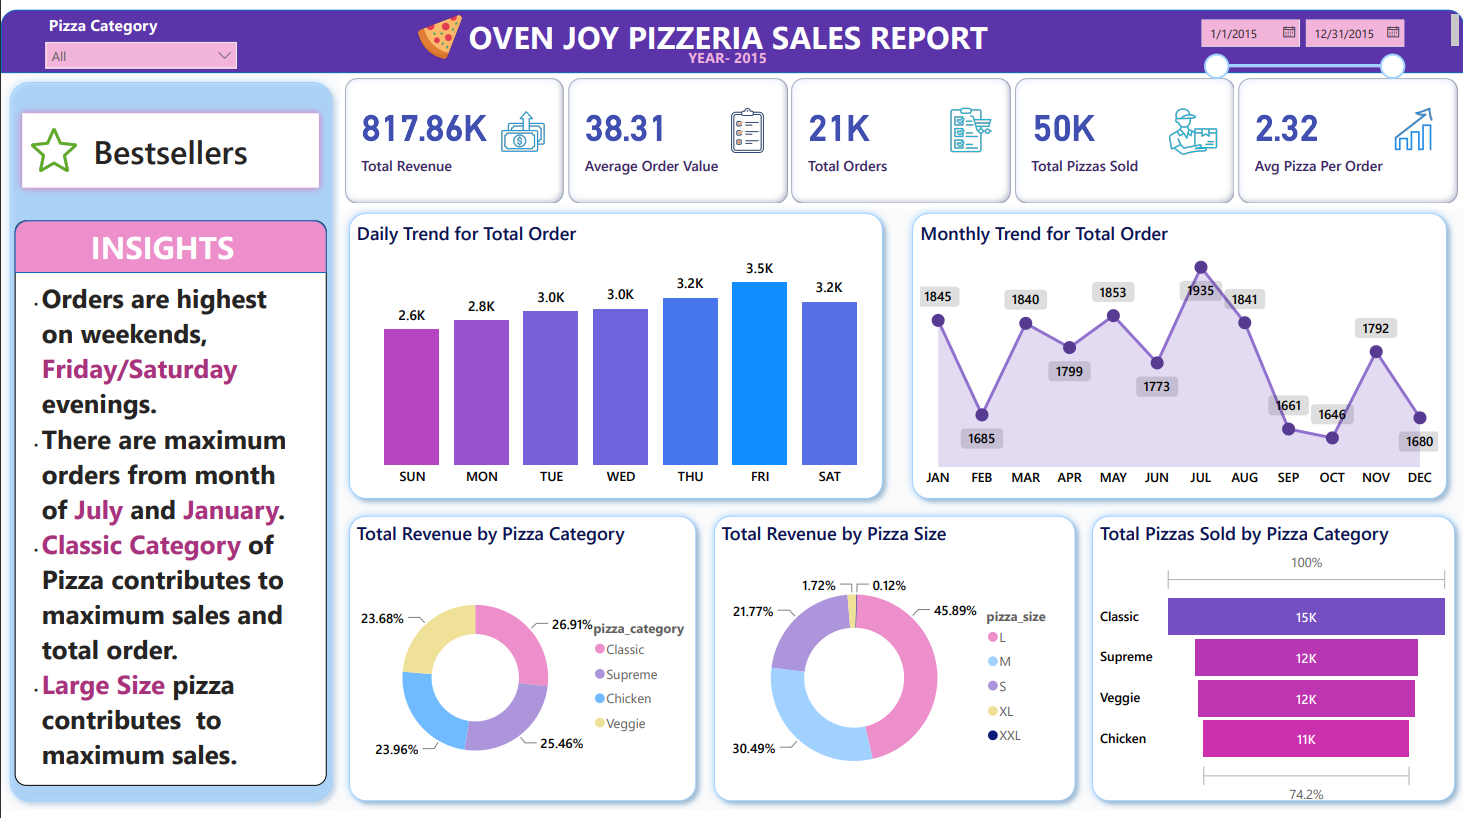 Pizza Category
All
OVEN JOY PIZZERIA SALES REPORT
YEAR- 2015
1/1/2015
12/31/2015
Bestsellers
INSIGHTS
. Orders are highest
on weekends,
Friday/Saturday
evenings.
. There are maximum
orders from month
of July and January.
. Classic Category of
Pizza contributes to
maximum sales and
total order.
. Large Size pizza
contributes to
maximum sales.
817.86K
Total Revenue
38.31
Average Order Value
21K
Total Orders
50K
Total Pizzas Sold
2.32
Avg Pizza Per Order
Daily Trend for Total Order
2.6K
2.8K
3.0K
3.0K
3.2K
3.5K
3.2K
SUN MON TUE WED THU FRI SAT
Monthly Trend for Total Order
1845
1685
1840
1799
1853
1773
1935
1841
1661
1646
1792
1680
JAN FEB MAR APR MAY JUN JUL AUG SEP OCT NOV DEC
Total Revenue by Pizza Category
23.68%
26.91%
23.96%
25.46%
pizza_category
Classic
Supreme
Chicken
Veggie
Total Revenue by Pizza Size
1.72%
0.12%
21.77%
45.89%
30.49%
pizza_size
L
M
S
XL
XXL
Total Pizzas Sold by Pizza Category
100%
Classic 15K
Supreme 12K
Veggie 12K
Chicken 11K
74.2%